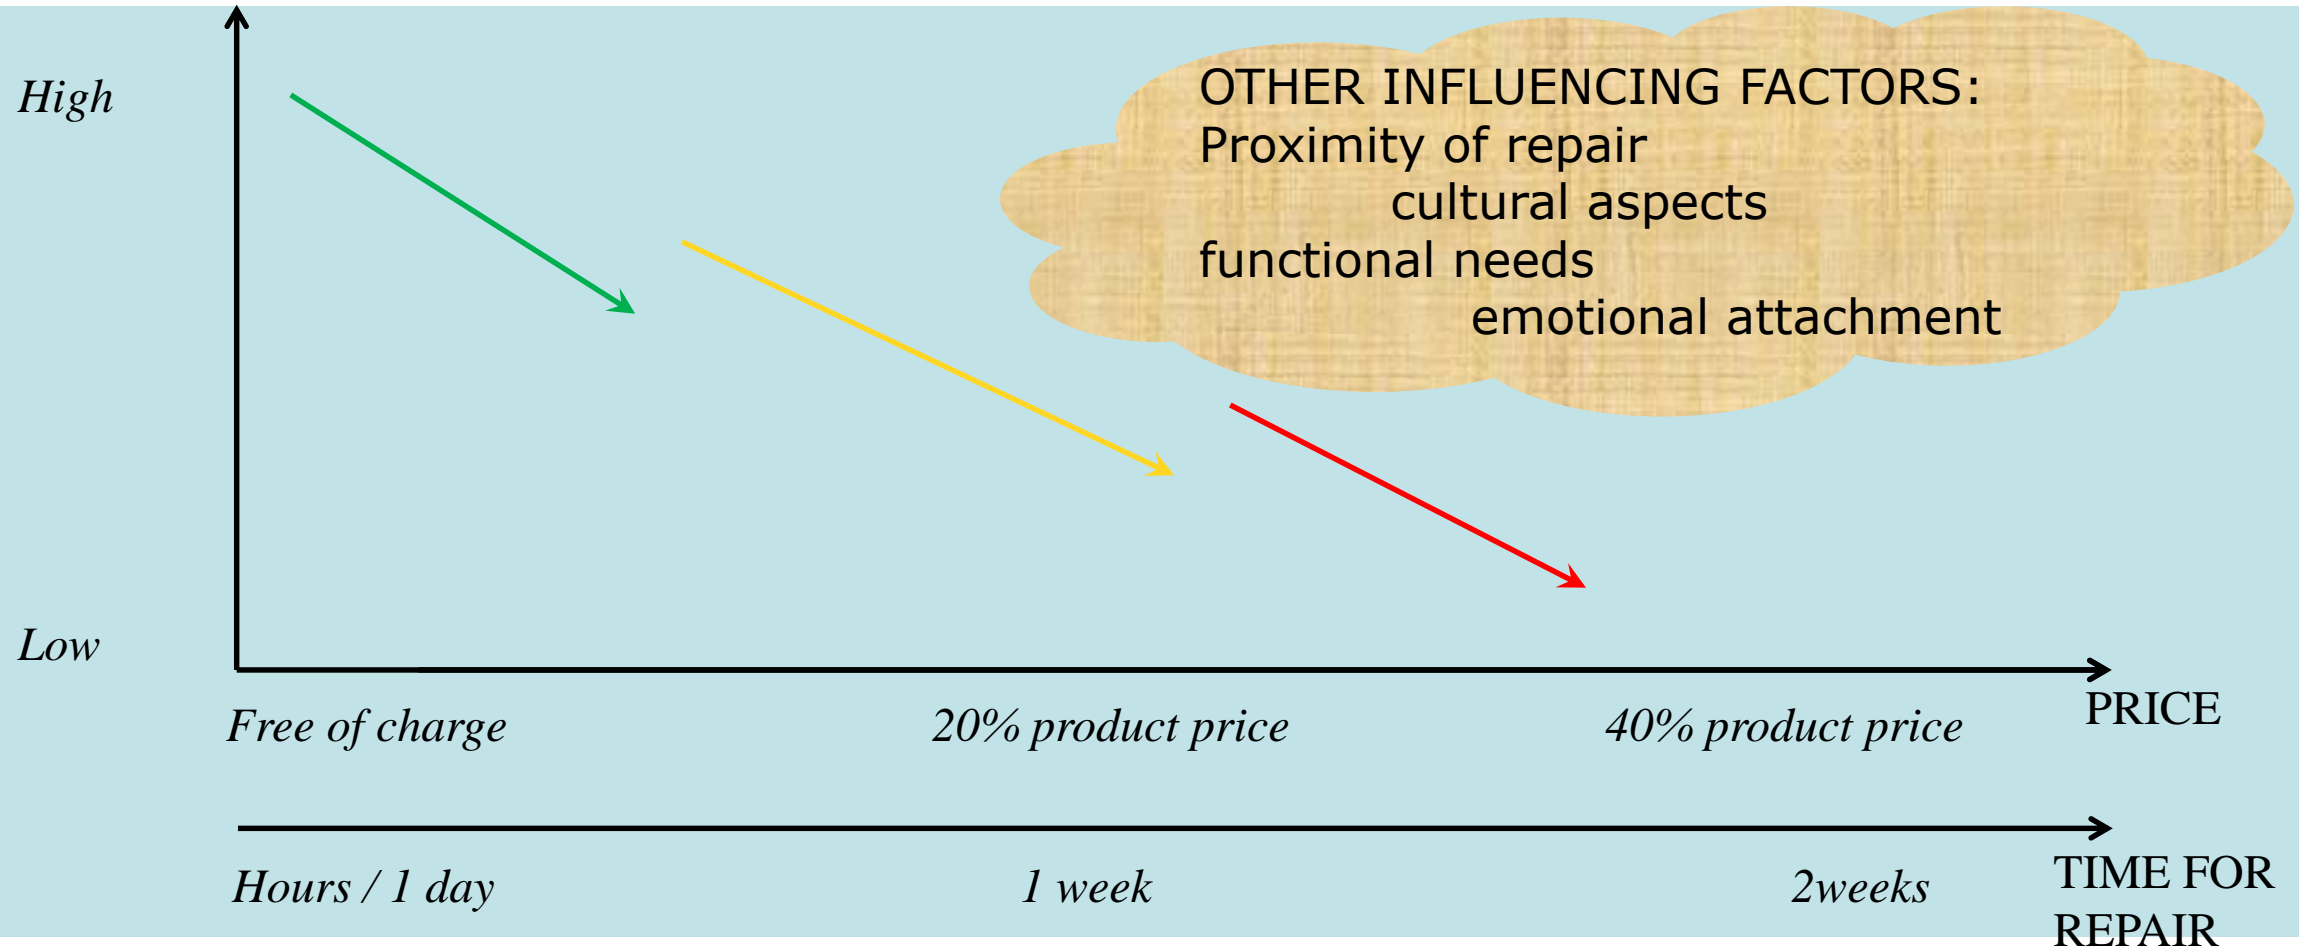 High
OTHER INFLUENCING FACTORS:
Proximity of repair
cultural aspects
functional needs
emotional attachment
Low
Free of charge
20% product price
40% product price
PRICE
Hours / 1 day
1 week
2weeks
TIME FOR
REPAIR